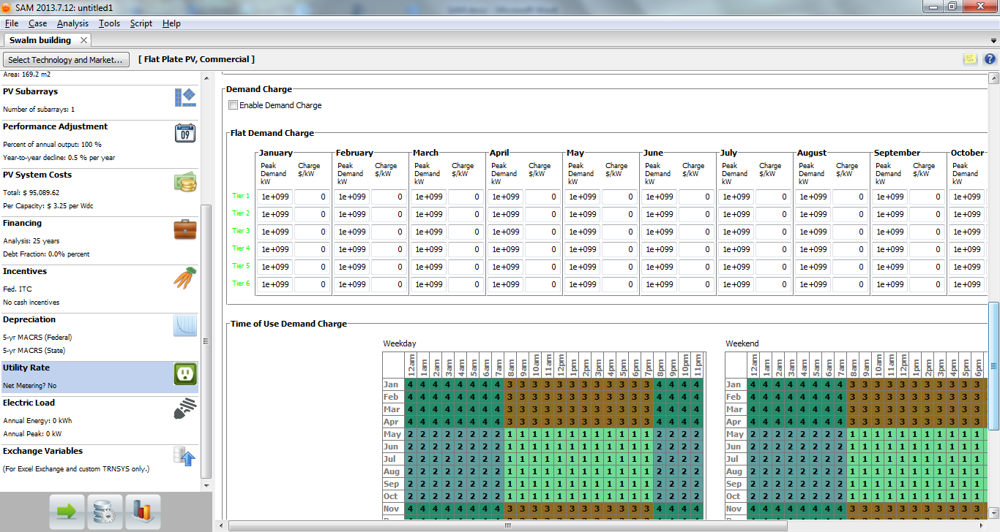 SAM 2013.7.12: untitled1
File Case Analysis Tools Script Help
Swalm building
Select Technology and Market... [ Flat Plate PV, Commercial ]
Area: 169.2 m2
PV Subarrays
Number of subarrays: 1
Performance Adjustment
09
Percent of annual output: 100 %
Year-to-year decline: 0.5 % per year
PV System Costs
Total: $ 95,089.62
Per Capacity: $ 3.25 per Wdc
Financing
Analysis: 25 years
Debt Fraction: 0.0% percent
Incentives
Fed. ITC
No cash incentives
Depreciation
5-yr MACRS (Federal)
5-yr MACRS (State)
Utility Rate
Net Metering? No
Electric Load
Annual Energy: 0 kWh
Annual Peak: 0 kW
Exchange Variables
(For Excel Exchange and custom TRNSYS only.)
Demand Charge
Enable Demand Charge
Flat Demand Charge
January February March April May June July August September October
Peak Charge Peak Charge Peak Charge Peak Charge Peak Charge Peak Charge Peak Charge Peak Charge Peak Charge Peak
Demand $/kW Demand $/kW Demand $/kW Demand $/kW Demand $/kW Demand $/kW Demand $/kW Demand $/kW Demand $/kW Demand
kW kW kW kW kW kW kW kW kW kW
Tier 1 1e+099 0 1e+099 0 1e+099 0 1e+099 0 1e+099 0 1e+099 0 1e+099 0 1e+099 0 1e+099 0 1e+099
Tier 2 1e+099 0 1e+099 0 1e+099 0 1e+099 0 1e+099 0 1e+099 0 1e+099 0 1e+099 0 1e+099 0 1e+099
Tier 3 1e+099 0 1e+099 0 1e+099 0 1e+099 0 1e+099 0 1e+099 0 1e+099 0 1e+099 0 1e+099 0 1e+099
Tier 4 1e+099 0 1e+099 0 1e+099 0 1e+099 0 1e+099 0 1e+099 0 1e+099 0 1e+099 0 1e+099 0 1e+099
Tier 5 1e+099 0 1e+099 0 1e+099 0 1e+099 0 1e+099 0 1e+099 0 1e+099 0 1e+099 0 1e+099 0 1e+099
Tier 6 1e+099 0 1e+099 0 1e+099 0 1e+099 0 1e+099 0 1e+099 0 1e+099 0 1e+099 0 1e+099 0 1e+099
Time of Use Demand Charge
Weekday Weekend
12am 1am 2am 3am 4am 5am 6am 7am 8am 9am 10am 11am 12pm 1pm 2pm 3pm 4pm 5pm 6pm 7pm 8pm 9pm 10pm 11pm 12am 1am 2am 3am 4am 5am 6am 7am 8am 9am 10am 11am 12pm 1pm 2pm 3pm 4pm 5pm 6pm
Jan 4 4 4 4 4 4 4 4 3 3 3 3 3 3 3 3 3 3 3 3 4 4 4 4 Jan 4 4 4 4 4 4 4 4 3 3 3 3 3 3 3 3 3 3 3
Feb 4 4 4 4 4 4 4 4 3 3 3 3 3 3 3 3 3 3 3 3 4 4 4 4 Feb 4 4 4 4 4 4 4 4 3 3 3 3 3 3 3 3 3 3 3
Mar 4 4 4 4 4 4 4 4 3 3 3 3 3 3 3 3 3 3 3 3 4 4 4 4 Mar 4 4 4 4 4 4 4 4 3 3 3 3 3 3 3 3 3 3 3
Apr 4 4 4 4 4 4 4 4 3 3 3 3 3 3 3 3 3 3 3 3 4 4 4 4 Apr 4 4 4 4 4 4 4 4 3 3 3 3 3 3 3 3 3 3 3
May 2 2 2 2 2 2 2 2 1 1 1 1 1 1 1 1 1 1 1 1 2 2 2 2 May 2 2 2 2 2 2 2 2 1 1 1 1 1 1 1 1 1 1 1
Jun 2 2 2 2 2 2 2 2 1 1 1 1 1 1 1 1 1 1 1 1 2 2 2 2 Jun 2 2 2 2 2 2 2 2 1 1 1 1 1 1 1 1 1 1 1
Jul 2 2 2 2 2 2 2 2 1 1 1 1 1 1 1 1 1 1 1 1 2 2 2 2 Jul 2 2 2 2 2 2 2 2 1 1 1 1 1 1 1 1 1 1 1
Aug 2 2 2 2 2 2 2 2 1 1 1 1 1 1 1 1 1 1 1 1 2 2 2 2 Aug 2 2 2 2 2 2 2 2 1 1 1 1 1 1 1 1 1 1 1
Sep 2 2 2 2 2 2 2 2 1 1 1 1 1 1 1 1 1 1 1 1 2 2 2 2 Sep 2 2 2 2 2 2 2 2 1 1 1 1 1 1 1 1 1 1 1
Oct 2 2 2 2 2 2 2 2 1 1 1 1 1 1 1 1 1 1 1 1 2 2 2 2 Oct 2 2 2 2 2 2 2 2 1 1 1 1 1 1 1 1 1 1 1
Nov 4 4 4 4 4 4 4 4 3 3 3 3 3 3 3 3 3 3 3 3 4 4 4 4 Nov 4 4 4 4 4 4 4 4 3 3 3 3 3 3 3 3 3 3 3